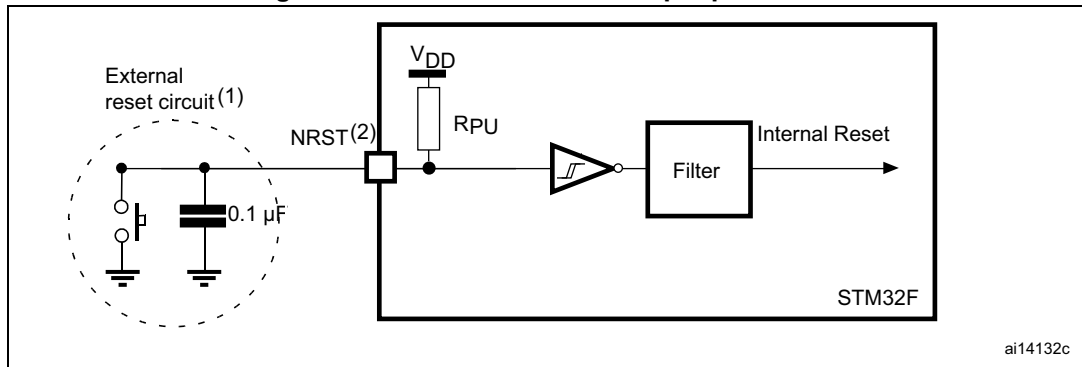 External
reset circuit(1)
VDD
RPU
NRST(2)
Internal Reset
Filter
0.1 µF
STM32F
ai14132c